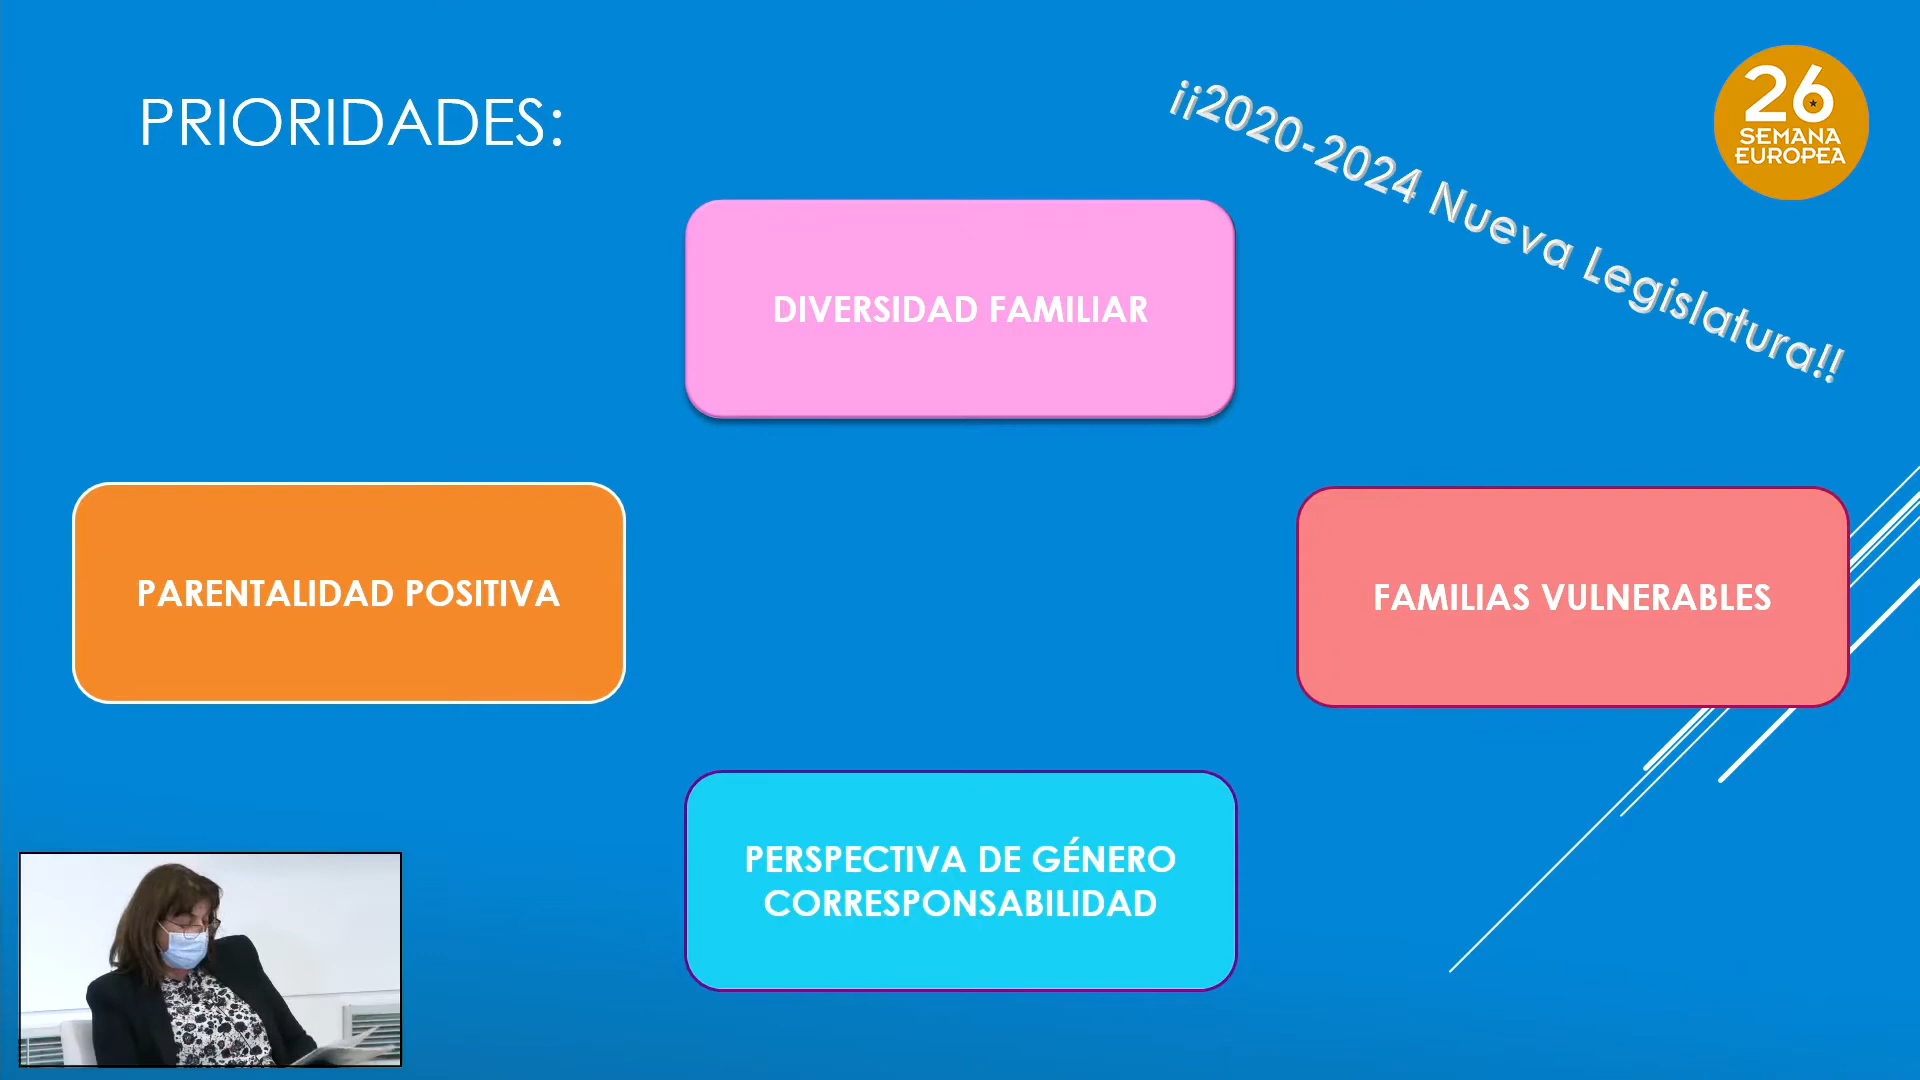 PRIORIDADES:
¡¡2020-2024 Nueva Legislatura!!
26
SEMANA
EUROPEA
DIVERSIDAD FAMILIAR
PARENTALIDAD POSITIVA
FAMILIAS VULNERABLES
PERSPECTIVA DE GÉNERO
CORRESPONSABILIDAD